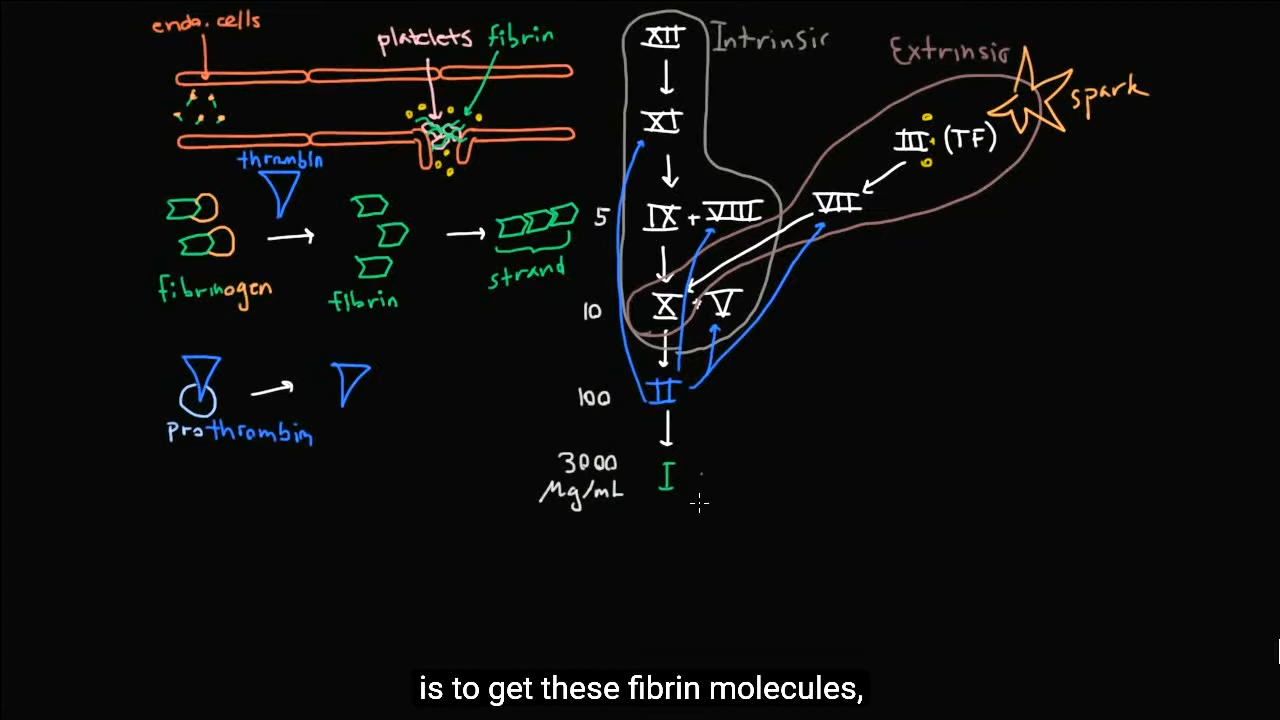 endo. cells
platelets
fibrin
thrombin
fibrinogen
fibrin
strand
prothrombin
XII
Intrinsic
Extrinsic
spark
XI
III (TF)
5 IX + VIII
VII
10 X + V
100 II
3000
Mg/mL
I
is to get these fibrin molecules,